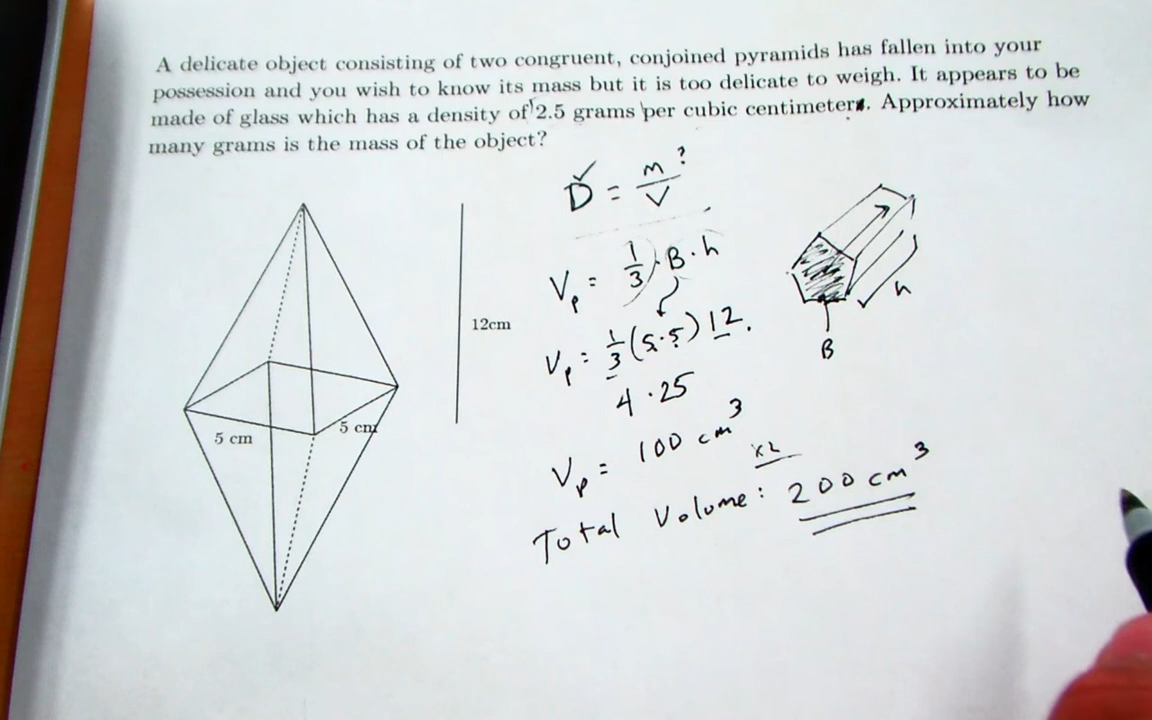 A delicate object consisting of two congruent, conjoined pyramids has fallen into your
possession and you wish to know its mass but it is too delicate to weigh. It appears to be
made of glass which has a density of 2.5 grams per cubic centimeters. Approximately how
many grams is the mass of the object?
D = m/V ?
Vp = 1/3 · B · h
12cm
h
Vp = 1/3 (5·5) 12.
B
4 · 25
5 cm
5 cm
Vp = 100 cm³
x2
Total Volume: 200 cm³